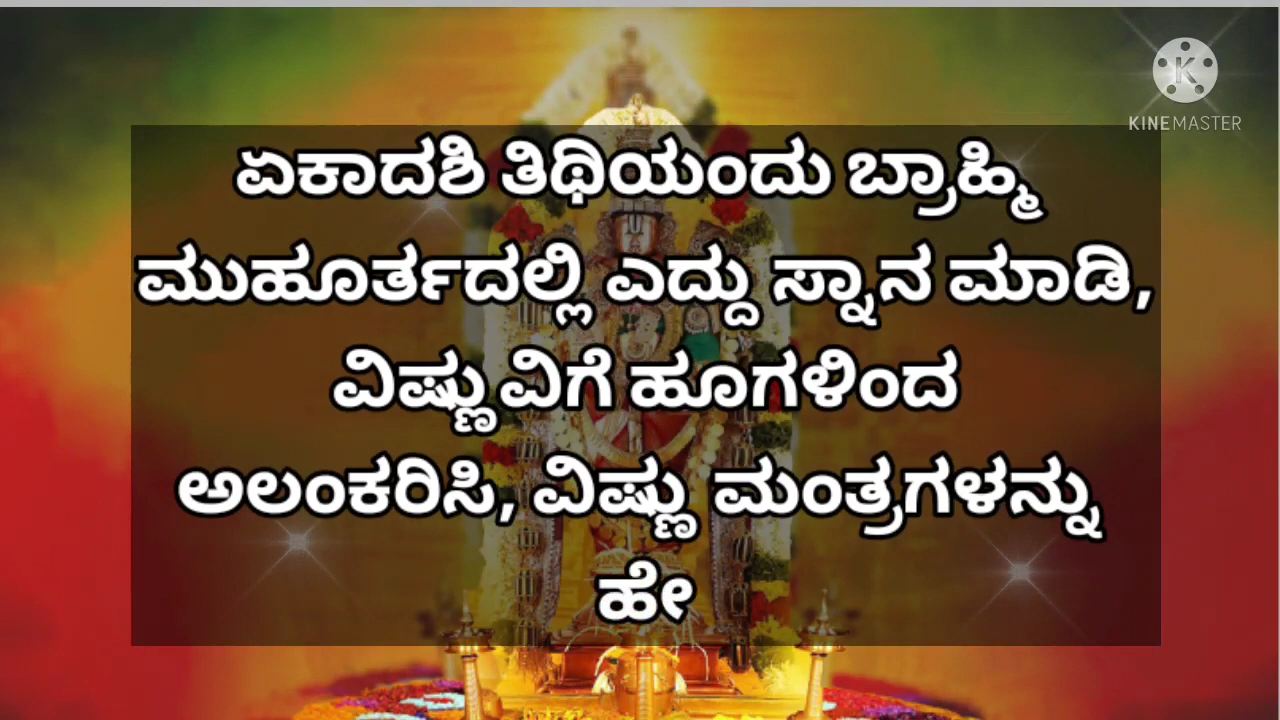 KINEMASTER
ಏಕಾದಶಿ ತಿಥಿಯಂದು ಬ್ರಾಹ್ಮಿ
ಮುಹೂರ್ತದಲ್ಲಿ ಎದ್ದು ಸ್ನಾನ ಮಾಡಿ,
ವಿಷ್ಣುವಿಗೆ ಹೂಗಳಿಂದ
ಅಲಂಕರಿಸಿ, ವಿಷ್ಣು ಮಂತ್ರಗಳನ್ನು
ಹೇ